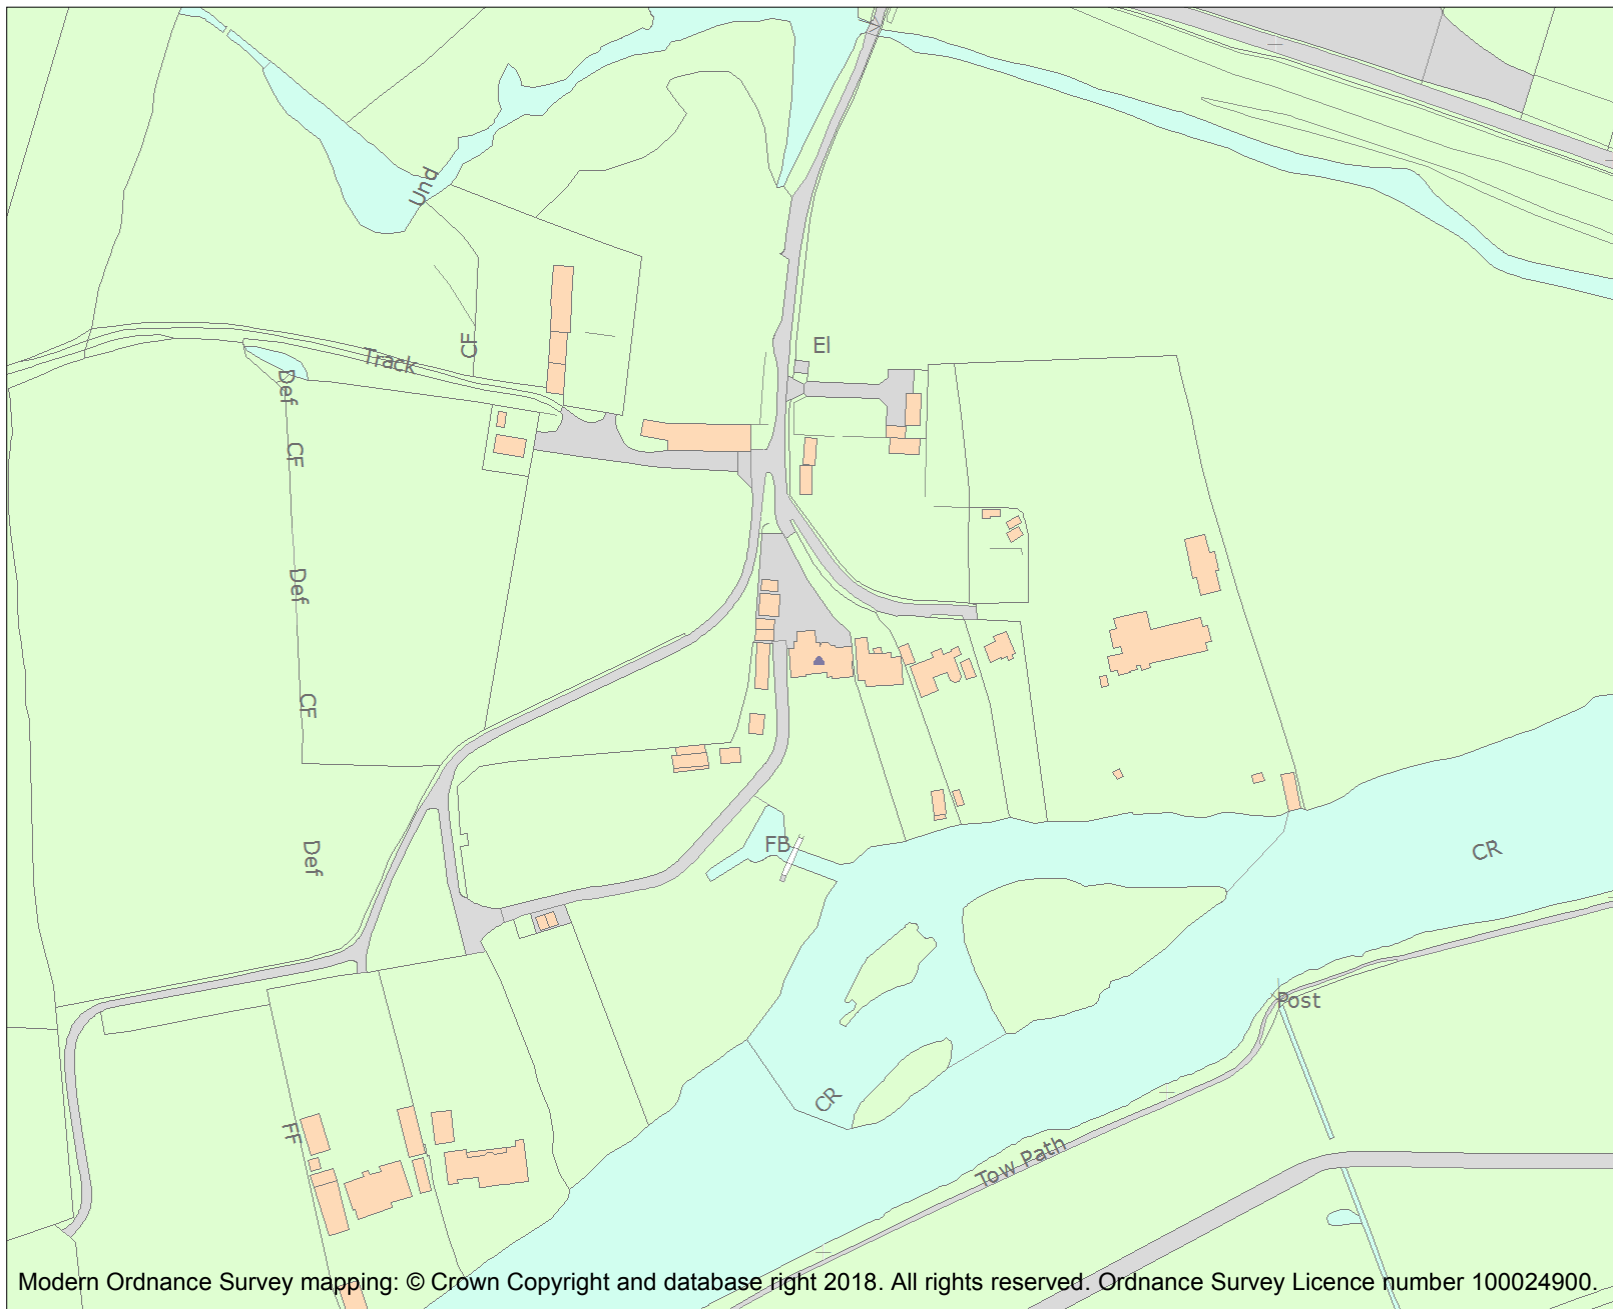 Und
El
CF
Track
Def
CF
Def
CF
FB
Def
CR
Post
CR
FF
Tow Path
Modern Ordnance Survey mapping: © Crown Copyright and database right 2018. All rights reserved. Ordnance Survey Licence number 100024900.